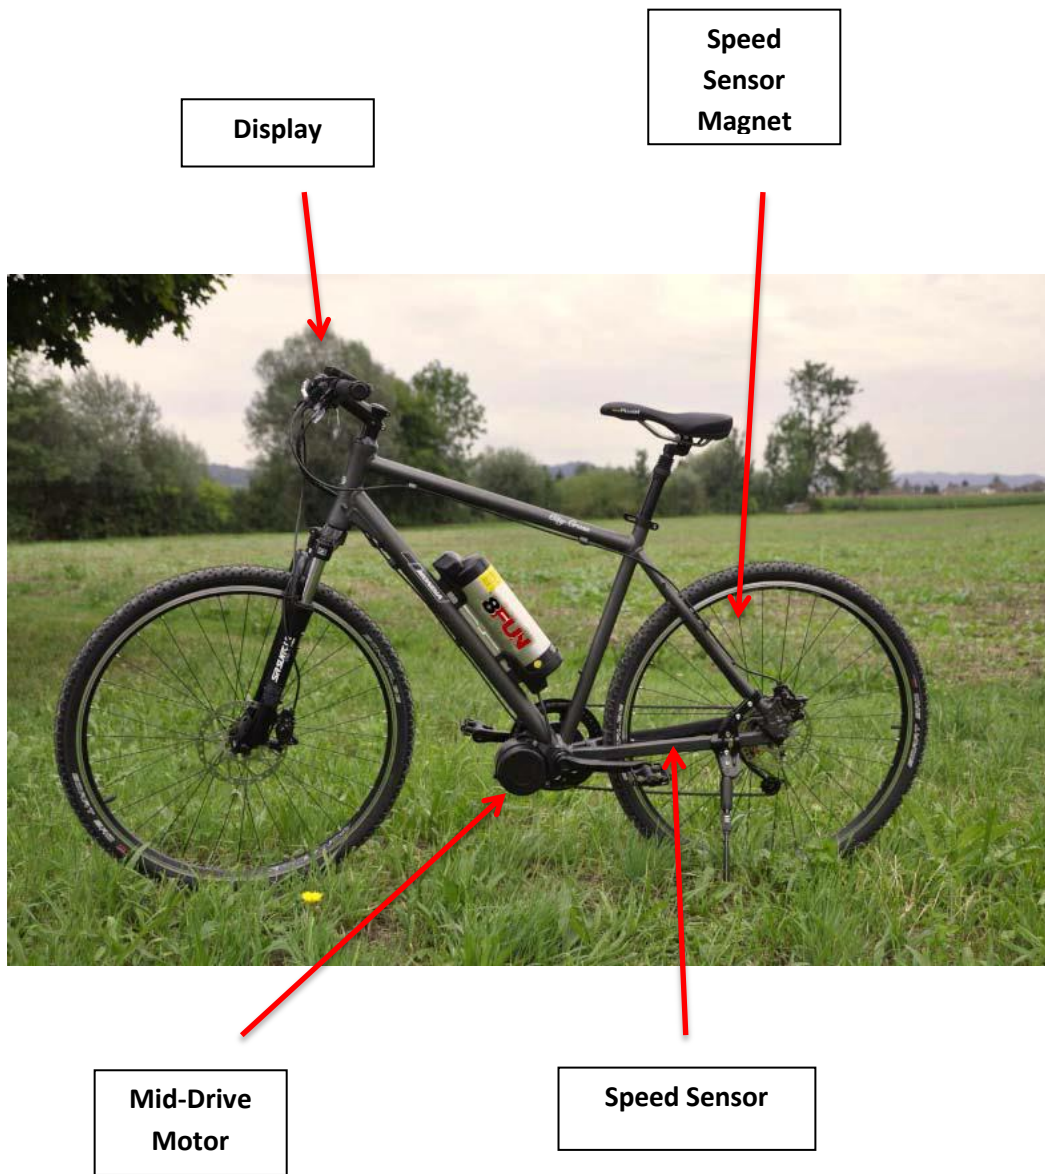 Speed
Sensor
Magnet
Display
8FUN
Mid-Drive
Motor
Speed Sensor